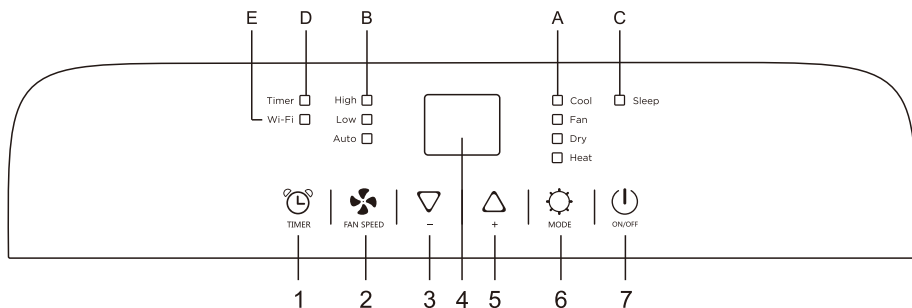 E D B A C
Timer High Cool Sleep
Wi-Fi Low Fan
Auto Dry
Heat
TIMER FAN SPEED − + MODE ON/OFF
1 2 3 4 5 6 7